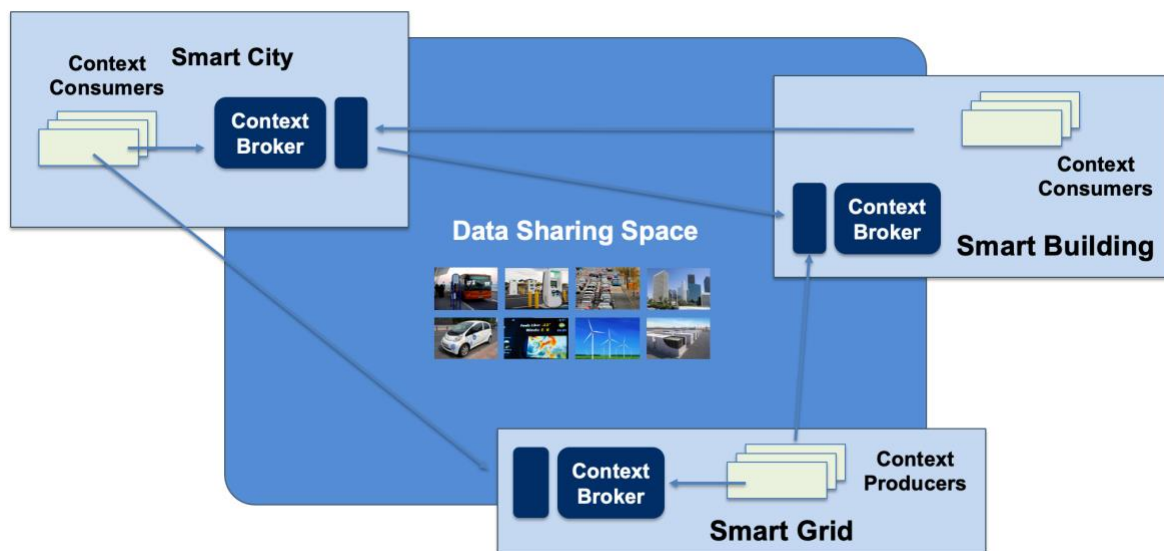 Smart City
Context
Consumers
Context
Broker
Data Sharing Space
Context
Consumers
Context
Broker
Smart Building
Context
Broker
Context
Producers
Smart Grid